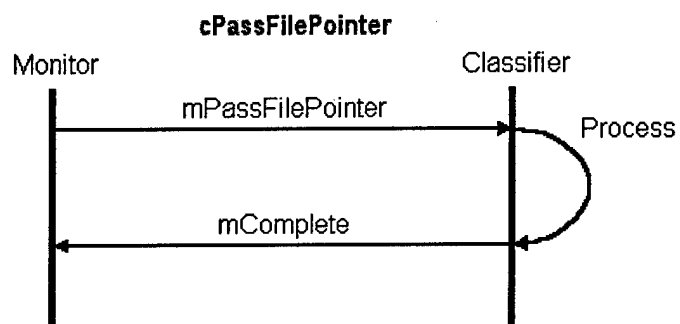 cPassFilePointer
Monitor
Classifier
mPassFilePointer
Process
mComplete